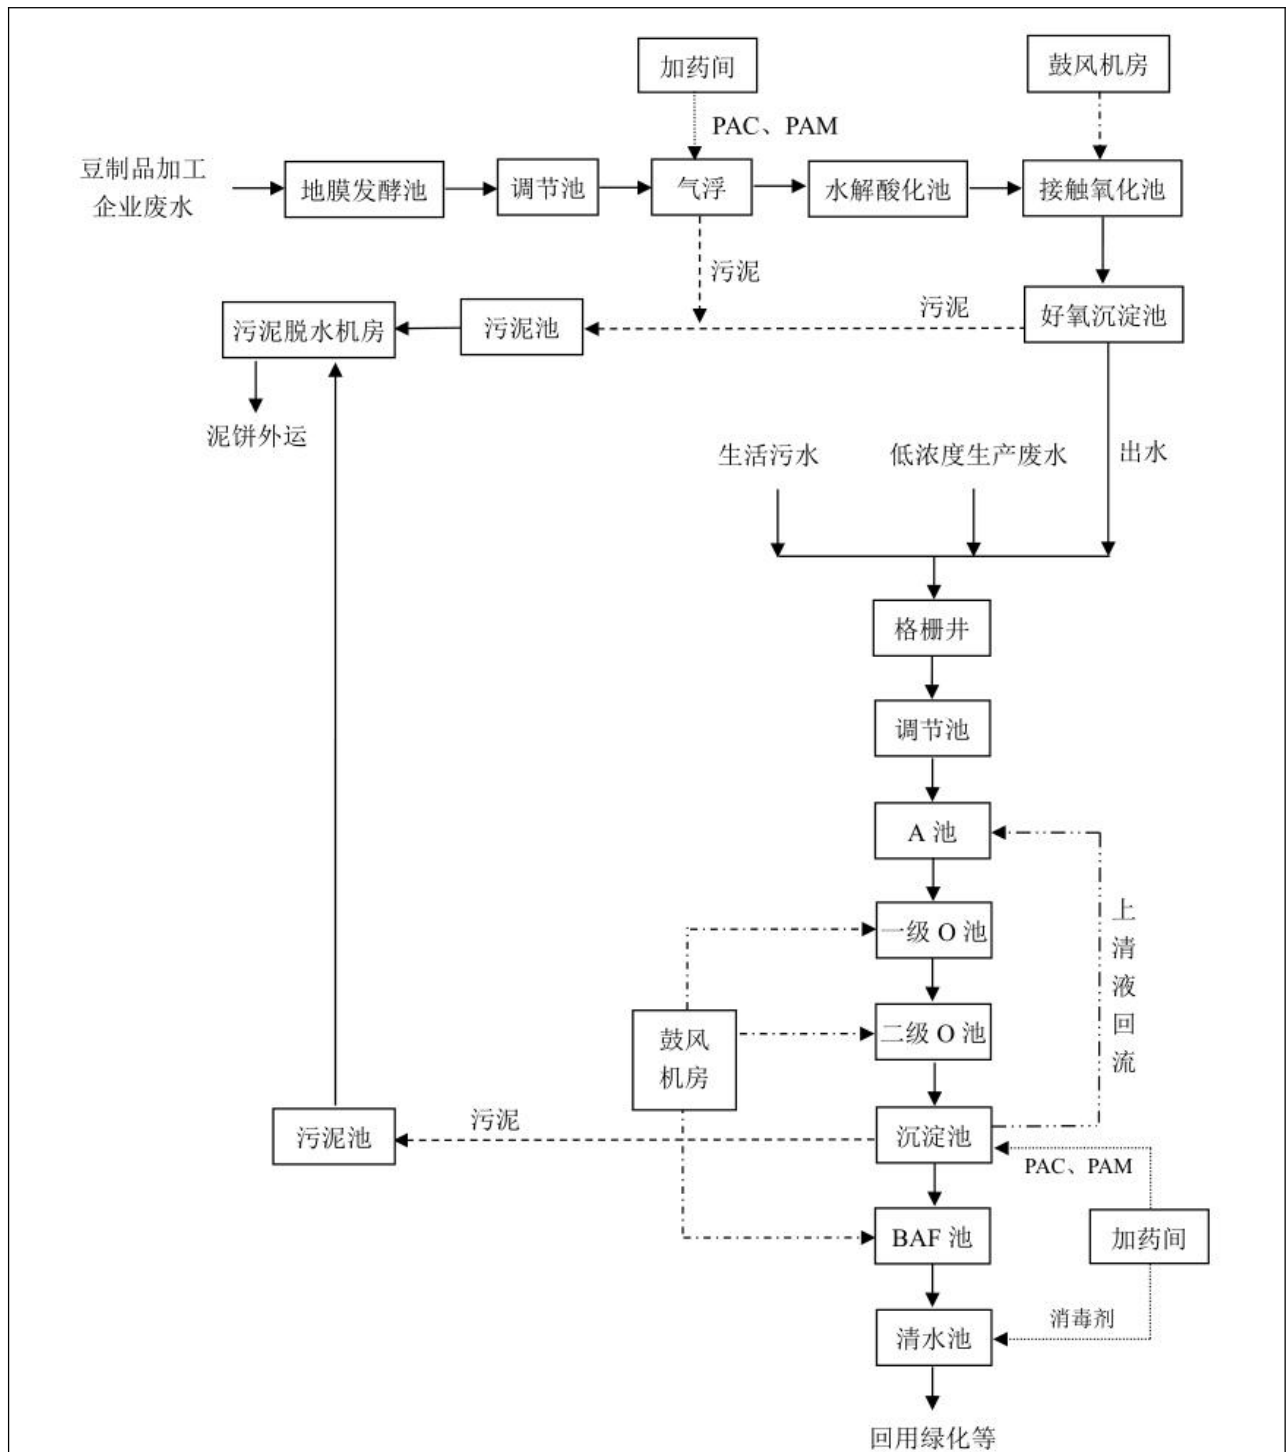 加药间
鼓风机房
PAC、PAM
豆制品加工
企业废水
地膜发酵池
调节池
气浮
水解酸化池
接触氧化池
污泥
污泥脱水机房
污泥池
污泥
好氧沉淀池
泥饼外运
生活污水
低浓度生产废水
出水
格栅井
调节池
A 池
一级 O 池
上清液回流
二级 O 池
鼓风
机房
污泥池
污泥
沉淀池
PAC、PAM
BAF 池
加药间
消毒剂
清水池
回用绿化等